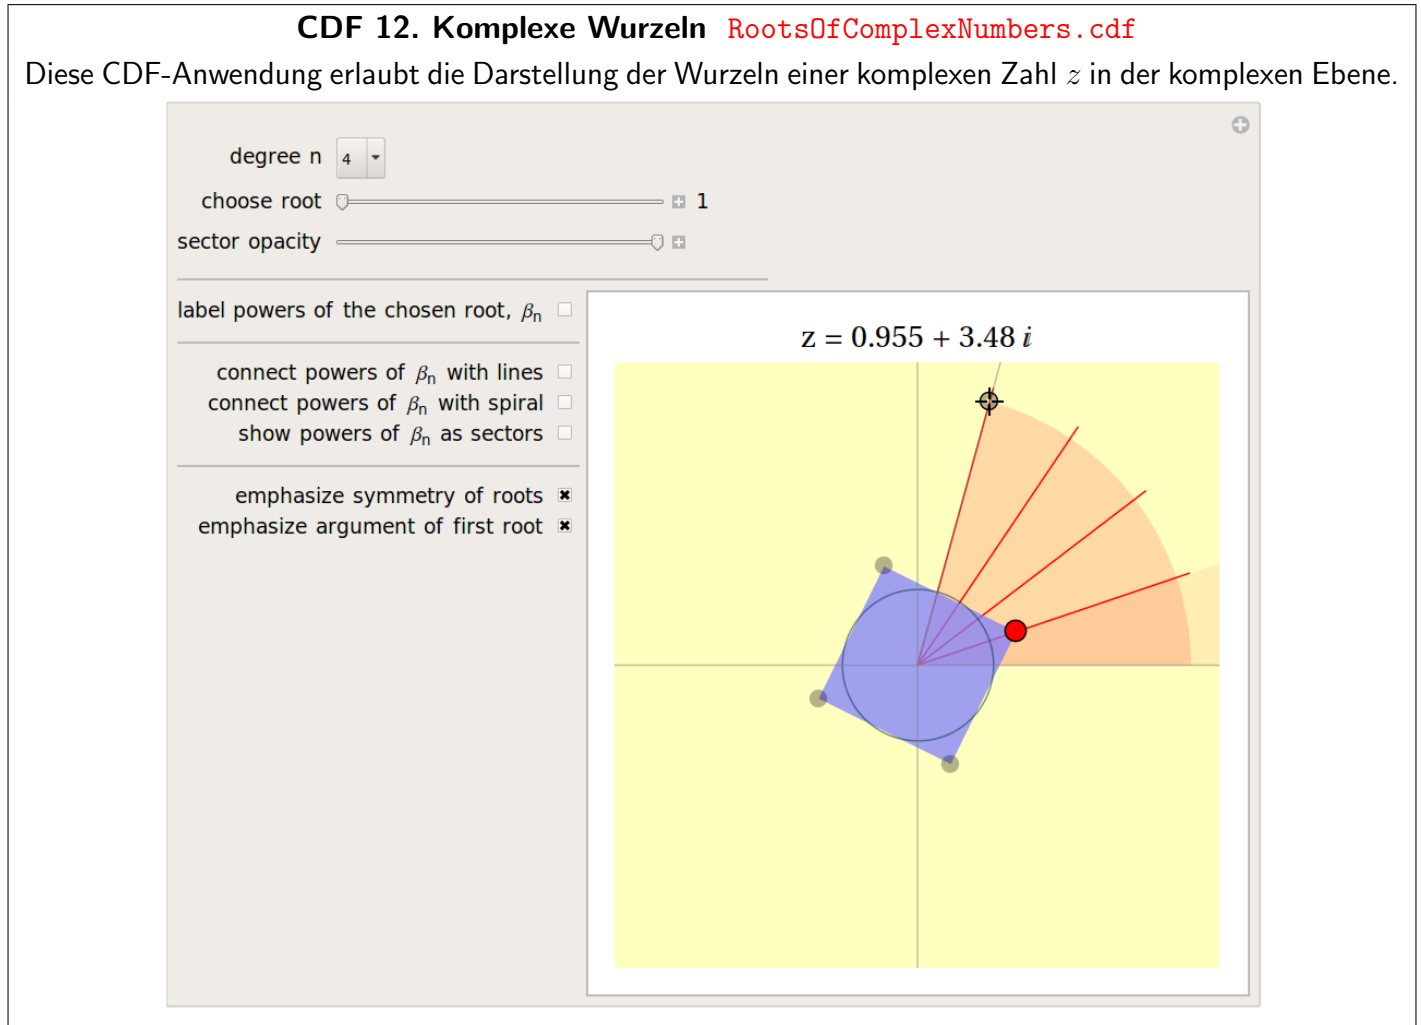 CDF 12. Komplexe Wurzeln RootsOfComplexNumbers.cdf
Diese CDF-Anwendung erlaubt die Darstellung der Wurzeln einer komplexen Zahl z in der komplexen Ebene.
degree n 4
choose root 1
sector opacity
label powers of the chosen root, βn
z = 0.955 + 3.48 i
connect powers of βn with lines
connect powers of βn with spiral
show powers of βn as sectors
emphasize symmetry of roots
emphasize argument of first root